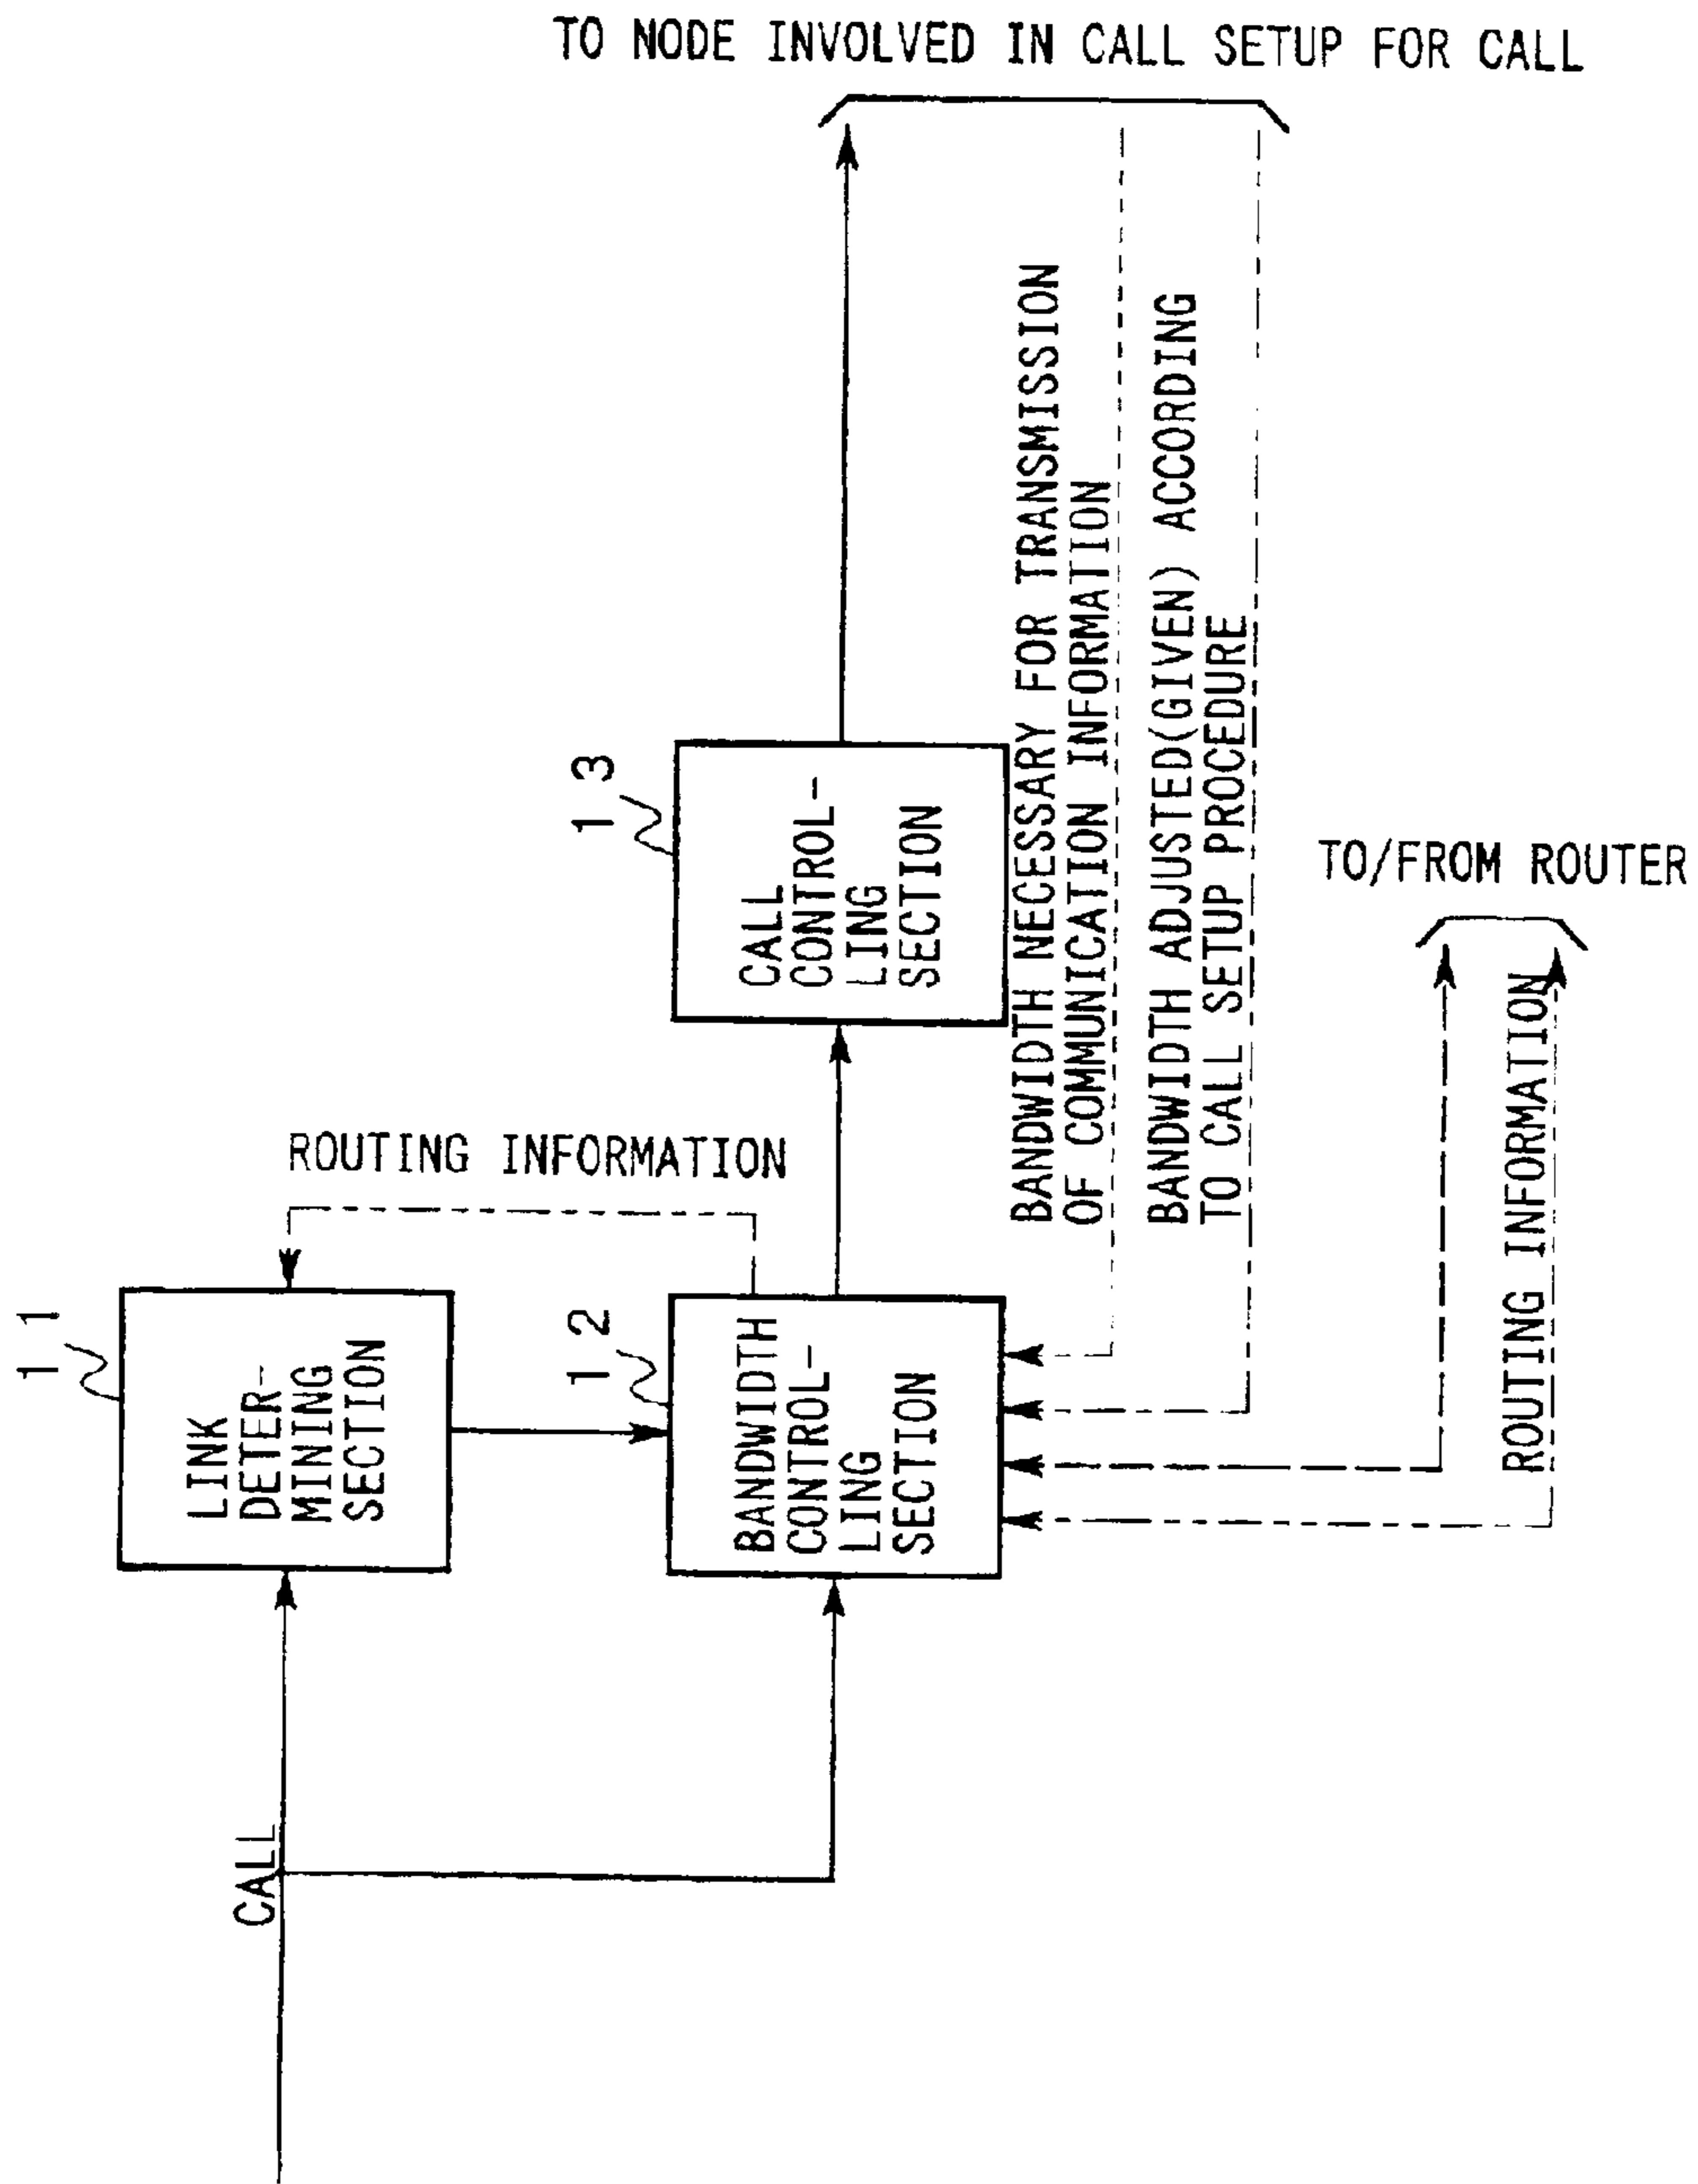 TO NODE INVOLVED IN CALL SETUP FOR CALL
BANDWIDTH NECESSARY FOR TRANSMISSION
OF COMMUNICATION INFORMATION
BANDWIDTH ADJUSTED(GIVEN) ACCORDING
TO CALL SETUP PROCEDURE
13
CALL
CONTROL-
LING
SECTION
TO/FROM ROUTER
ROUTING INFORMATION
ROUTING INFORMATION
11
LINK
DETER-
MINING
SECTION
12
BANDWIDTH
CONTROL-
LING
SECTION
CALL